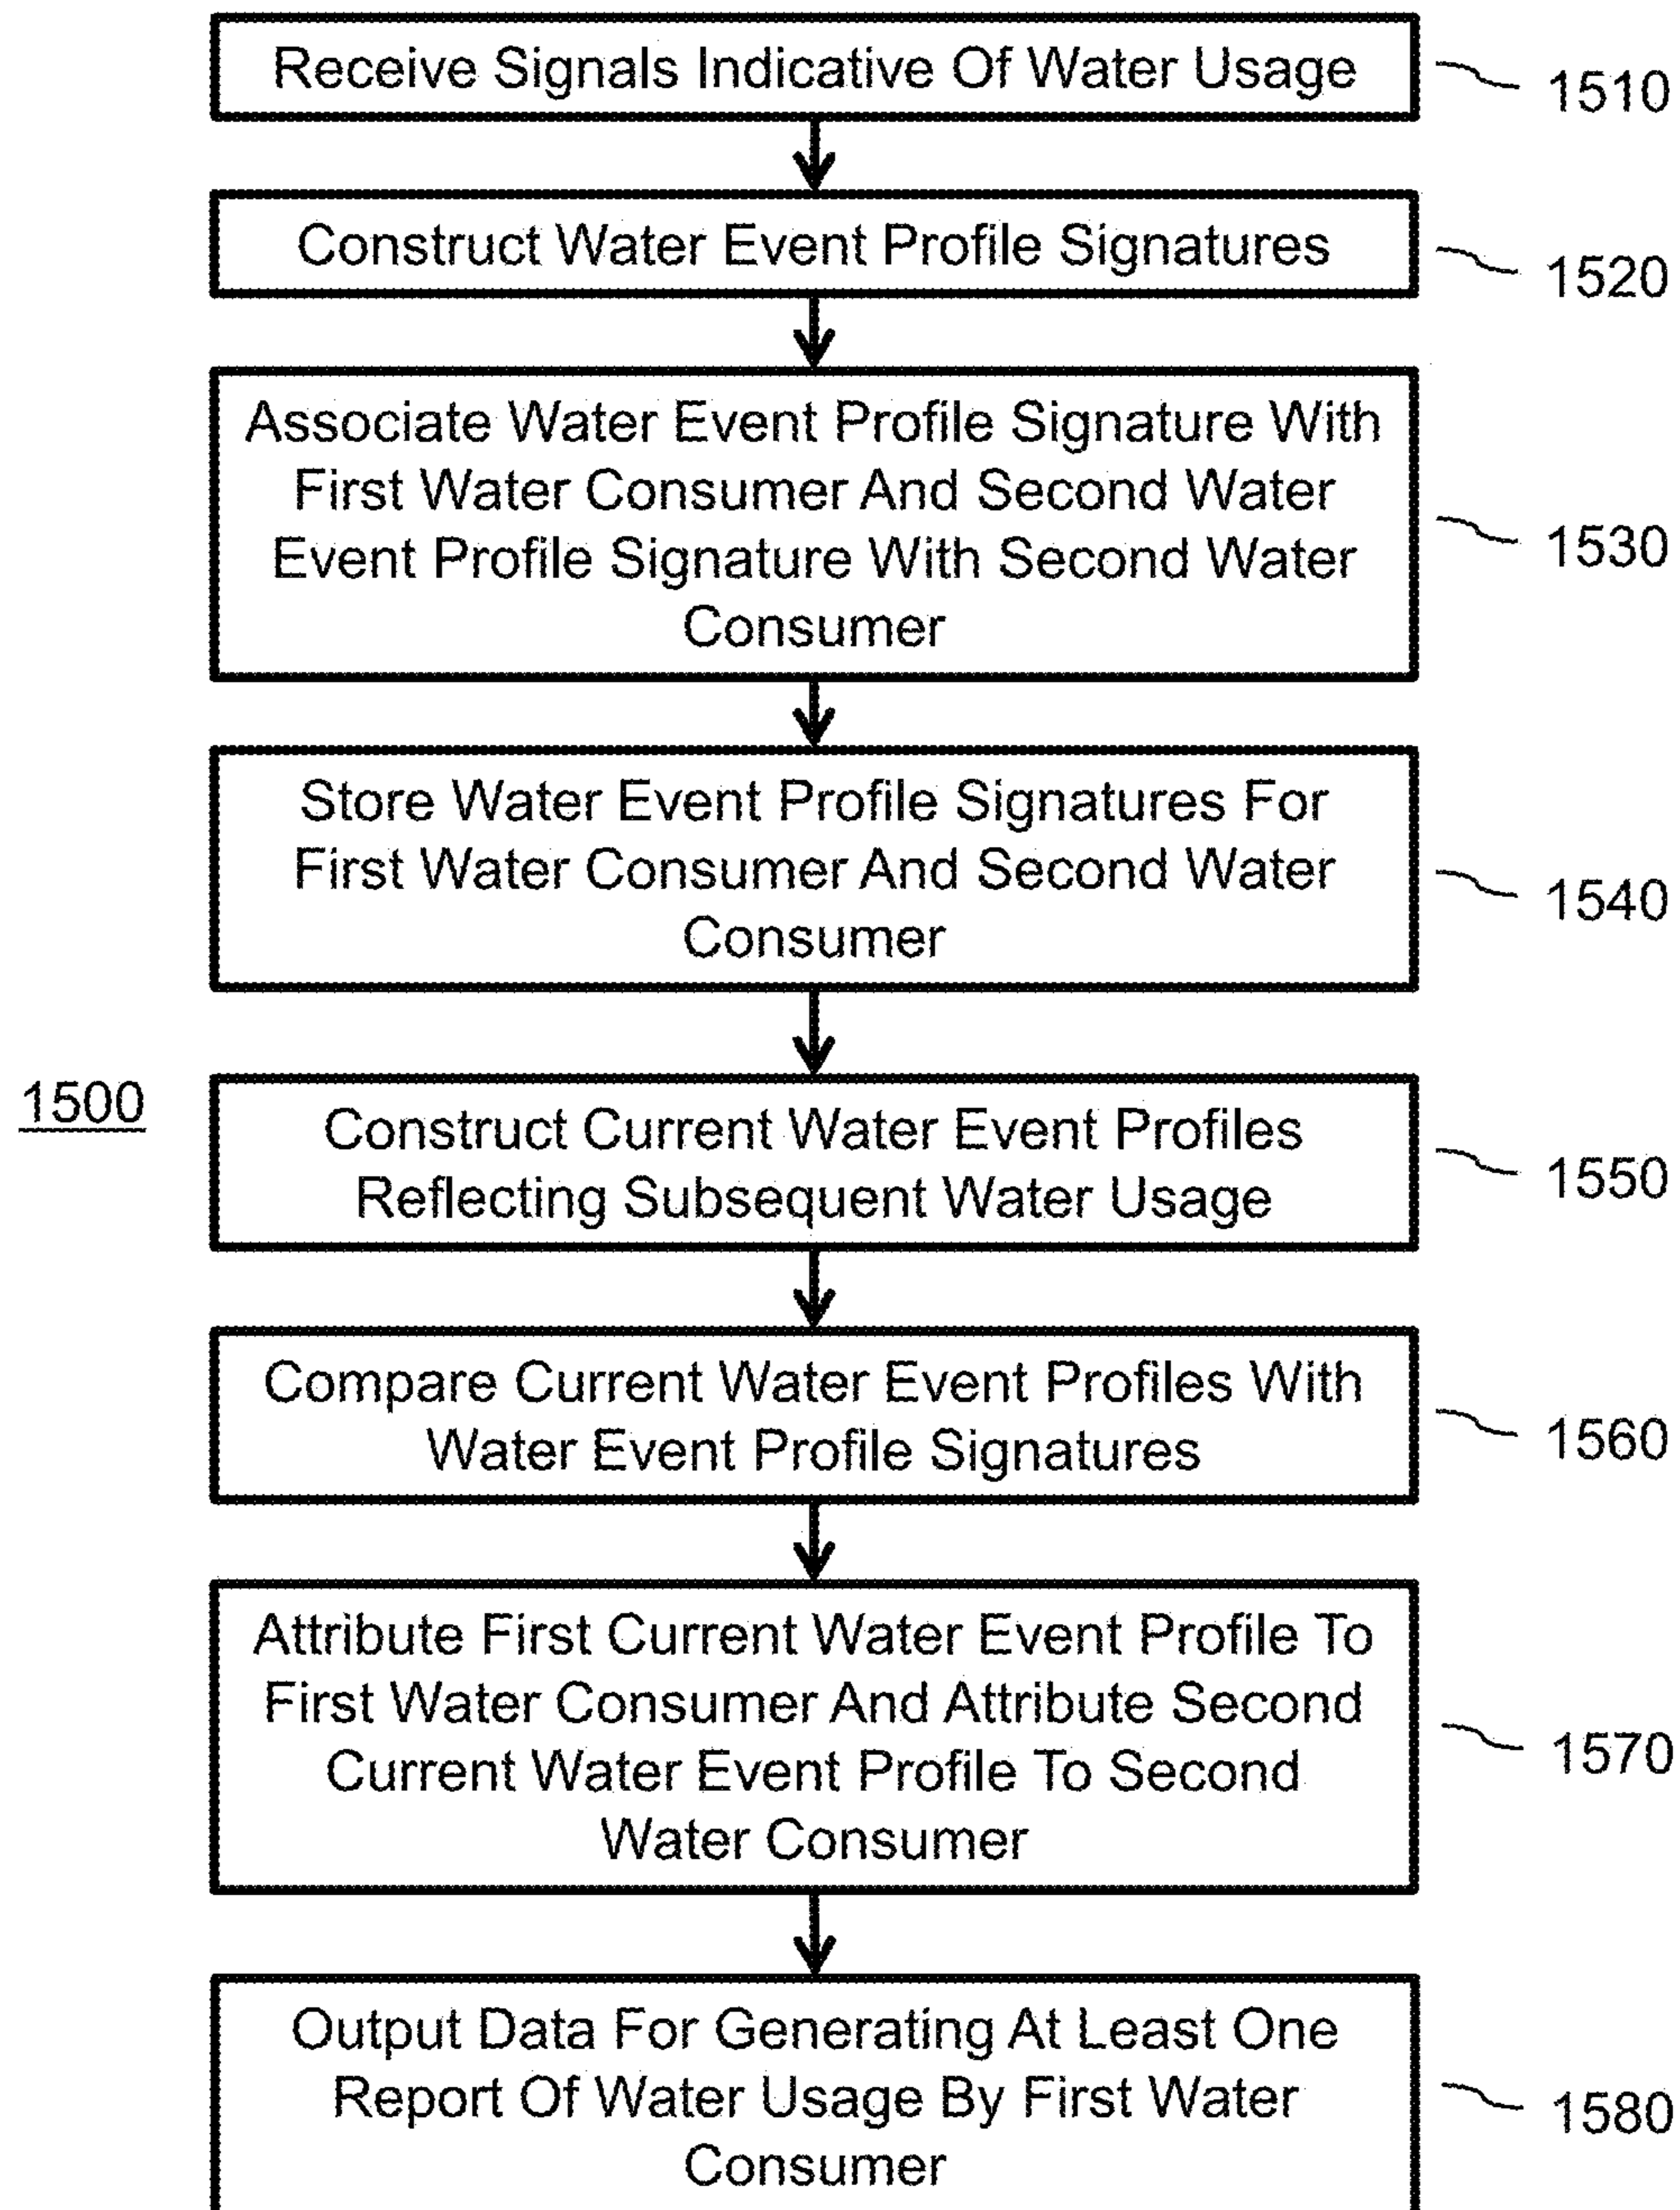 Receive Signals Indicative Of Water Usage
1510
Construct Water Event Profile Signatures
1520
Associate Water Event Profile Signature With
First Water Consumer And Second Water
Event Profile Signature With Second Water
Consumer
1530
Store Water Event Profile Signatures For
First Water Consumer And Second Water
Consumer
1540
1500
Construct Current Water Event Profiles
Reflecting Subsequent Water Usage
1550
Compare Current Water Event Profiles With
Water Event Profile Signatures
1560
Attribute First Current Water Event Profile To
First Water Consumer And Attribute Second
Current Water Event Profile To Second
Water Consumer
1570
Output Data For Generating At Least One
Report Of Water Usage By First Water
Consumer
1580